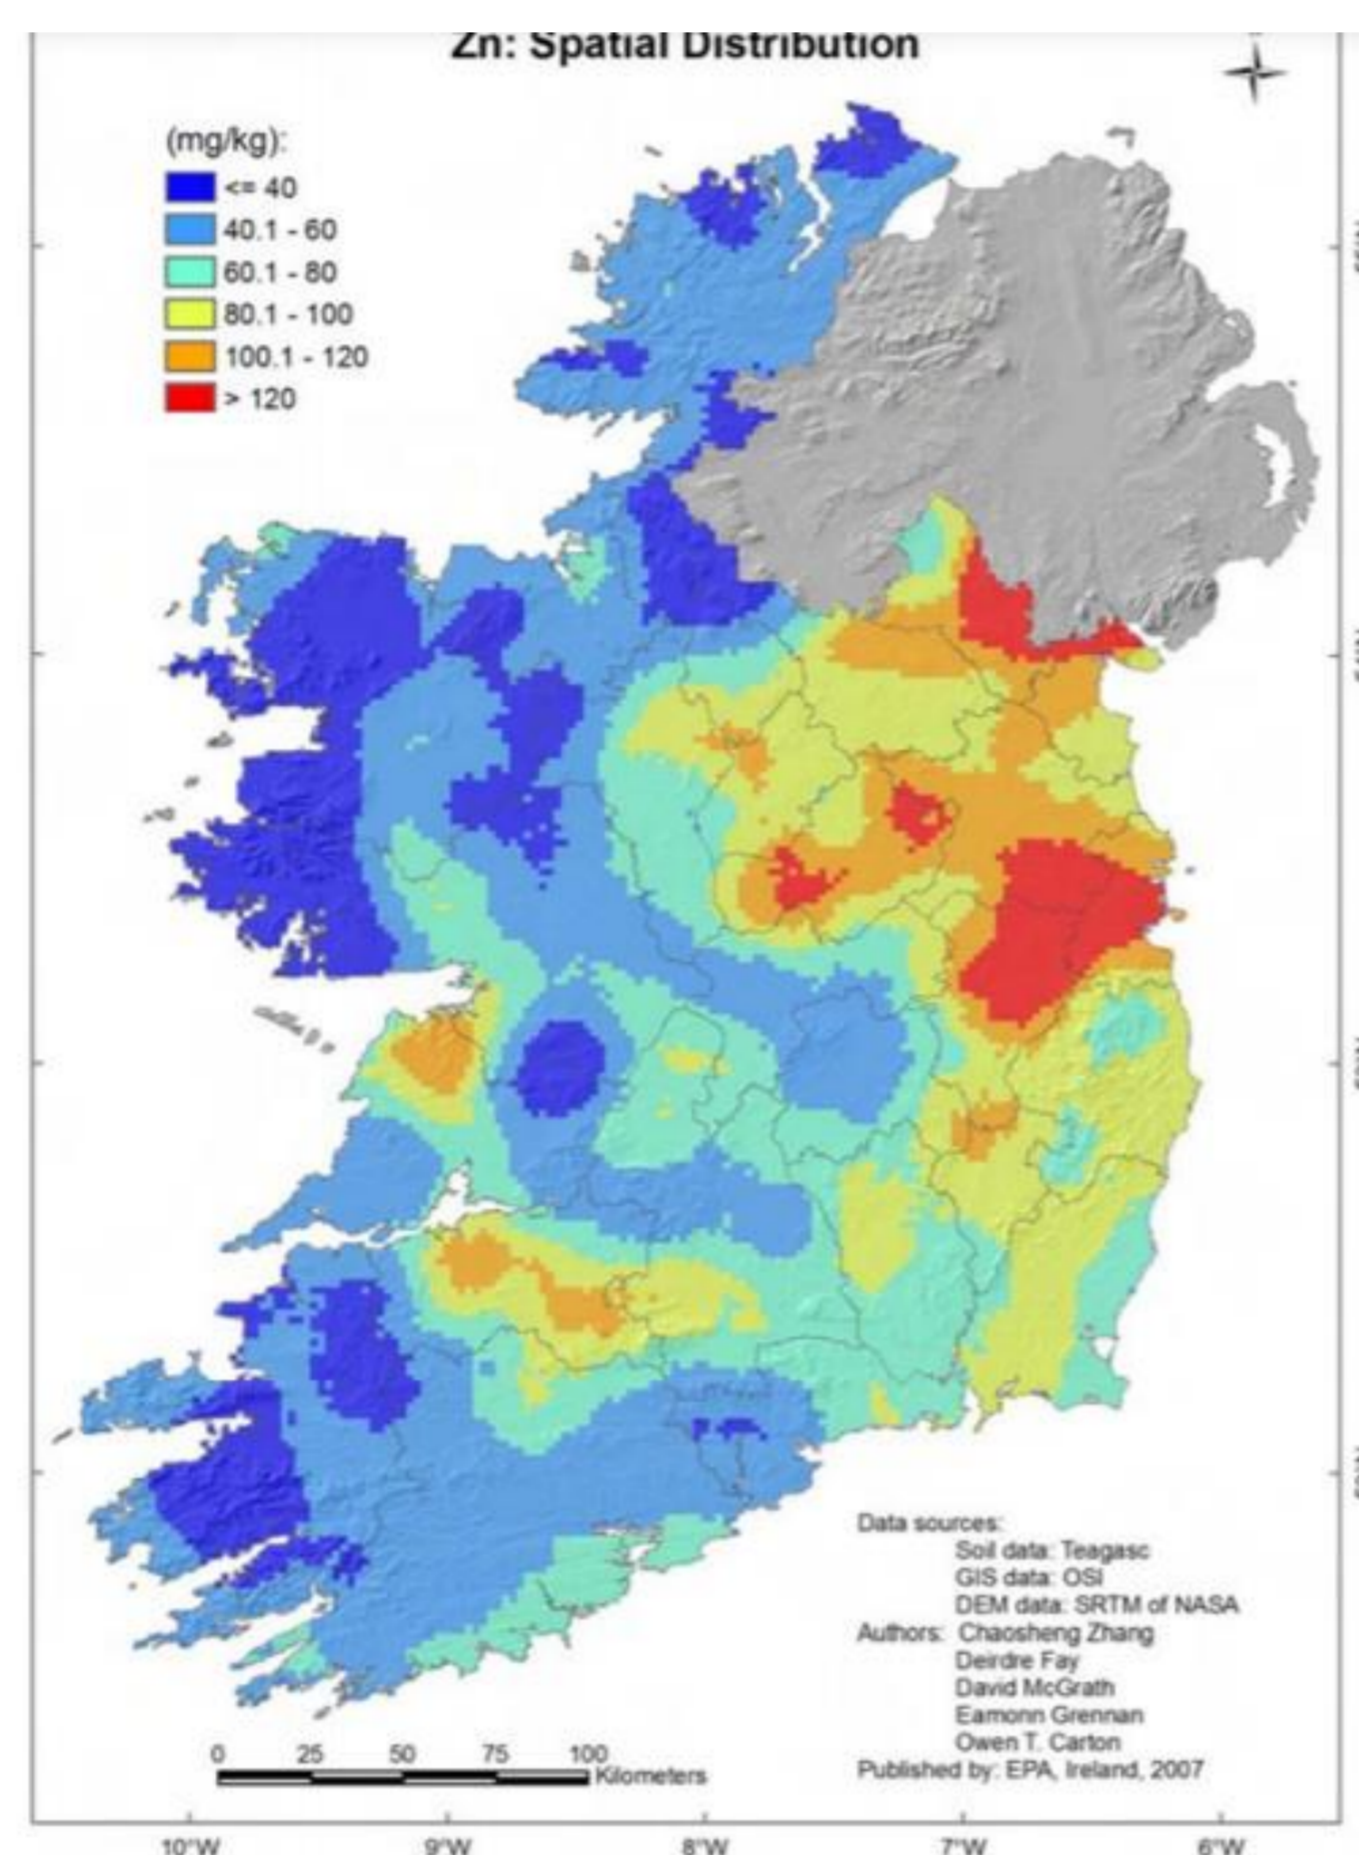 Zn: Spatial Distribution
(mg/kg):
<= 40
40.1 - 60
60.1 - 80
80.1 - 100
100.1 - 120
> 120
Data sources:
Soil data: Teagasc
GIS data: OSI
DEM data: SRTM of NASA
Authors: Chaosheng Zhang
Deirdre Fay
David McGrath
Eamonn Grennan
Owen T. Carton
Published by: EPA, Ireland, 2007
0 25 50 75 100
Kilometers
10°W 9°W 8°W 7°W 6°W